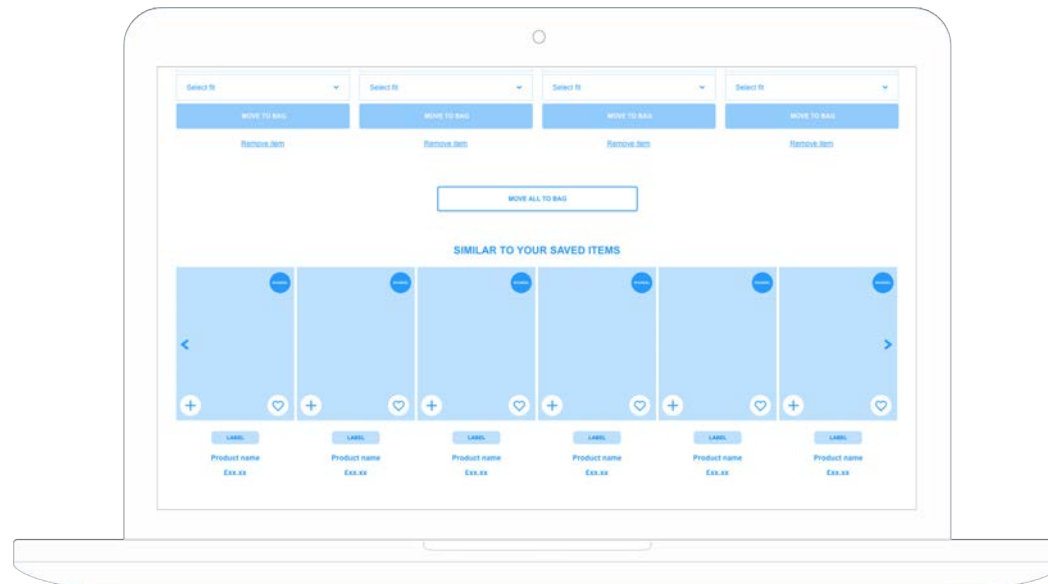 Select fit Select fit Select fit Select fit
MOVE TO BAG MOVE TO BAG MOVE TO BAG MOVE TO BAG
Remove item Remove item Remove item Remove item
MOVE ALL TO BAG
SIMILAR TO YOUR SAVED ITEMS
LABEL LABEL LABEL LABEL LABEL LABEL
Product name Product name Product name Product name Product name Product name
£xx.xx £xx.xx £xx.xx £xx.xx £xx.xx £xx.xx